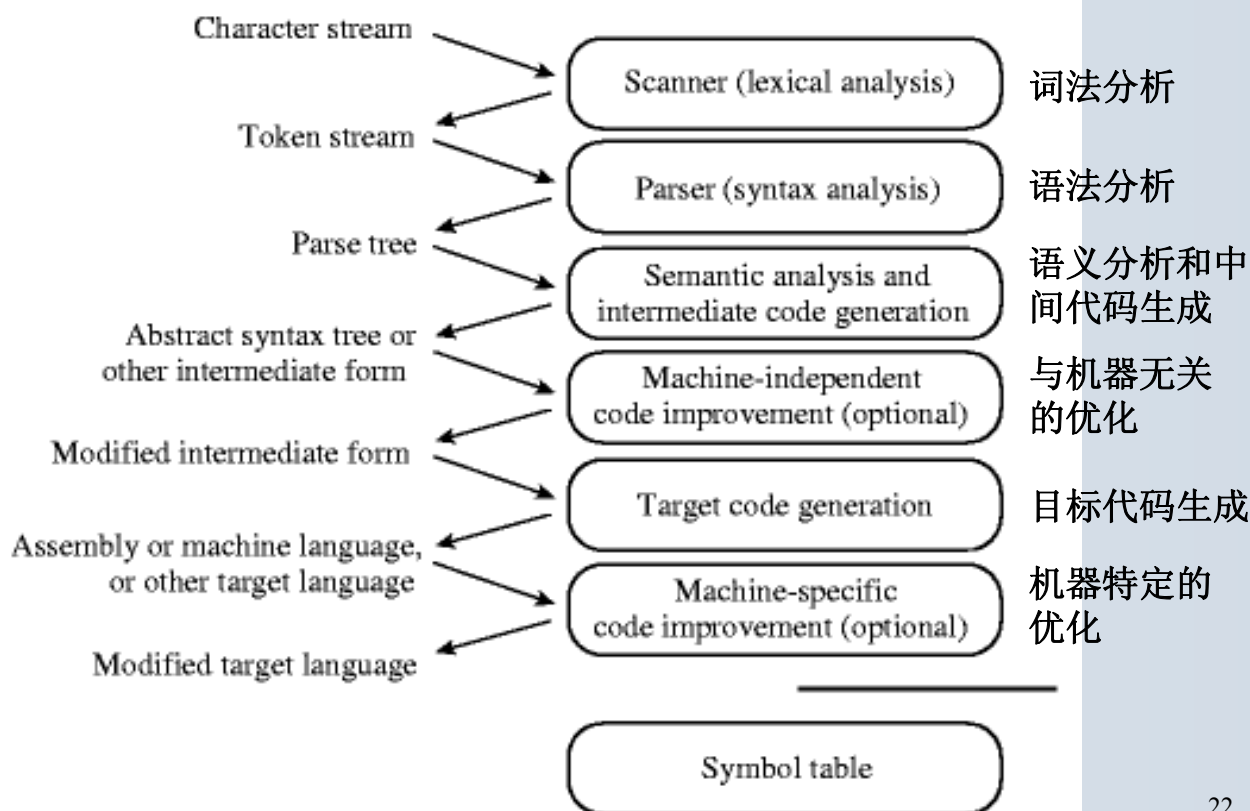 Character stream
Scanner (lexical analysis)
词法分析
Token stream
Parser (syntax analysis)
语法分析
Parse tree
Semantic analysis and
intermediate code generation
语义分析和中
间代码生成
Abstract syntax tree or
other intermediate form
Machine-independent
code improvement (optional)
与机器无关
的优化
Modified intermediate form
Target code generation
目标代码生成
Assembly or machine language,
or other target language
Machine-specific
code improvement (optional)
机器特定的
优化
Modified target language
Symbol table
22